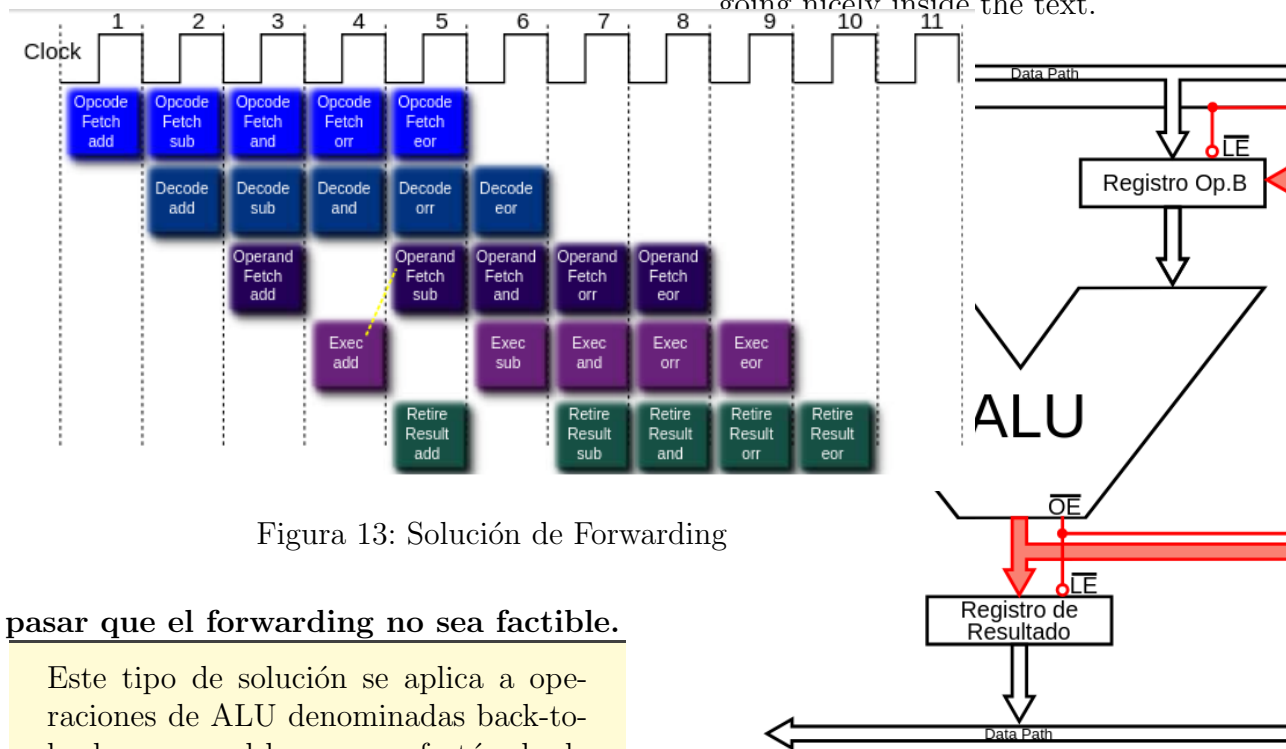 going nicely inside the text.
1 2 3 4 5 6 7 8 9 10 11
Clock
Opcode Fetch add
Opcode Fetch sub
Opcode Fetch and
Opcode Fetch orr
Opcode Fetch eor
Decode add
Decode sub
Decode and
Decode orr
Decode eor
Operand Fetch add
Operand Fetch sub
Operand Fetch and
Operand Fetch orr
Operand Fetch eor
Exec add
Exec sub
Exec and
Exec orr
Exec eor
Retire Result add
Retire Result sub
Retire Result and
Retire Result orr
Retire Result eor
Figura 13: Solución de Forwarding
pasar que el forwarding no sea factible.
Este tipo de solución se aplica a ope-
raciones de ALU denominadas back-to-
Data Path
LE
Registro Op.B
ALU
OE
LE
Registro de
Resultado
Data Path